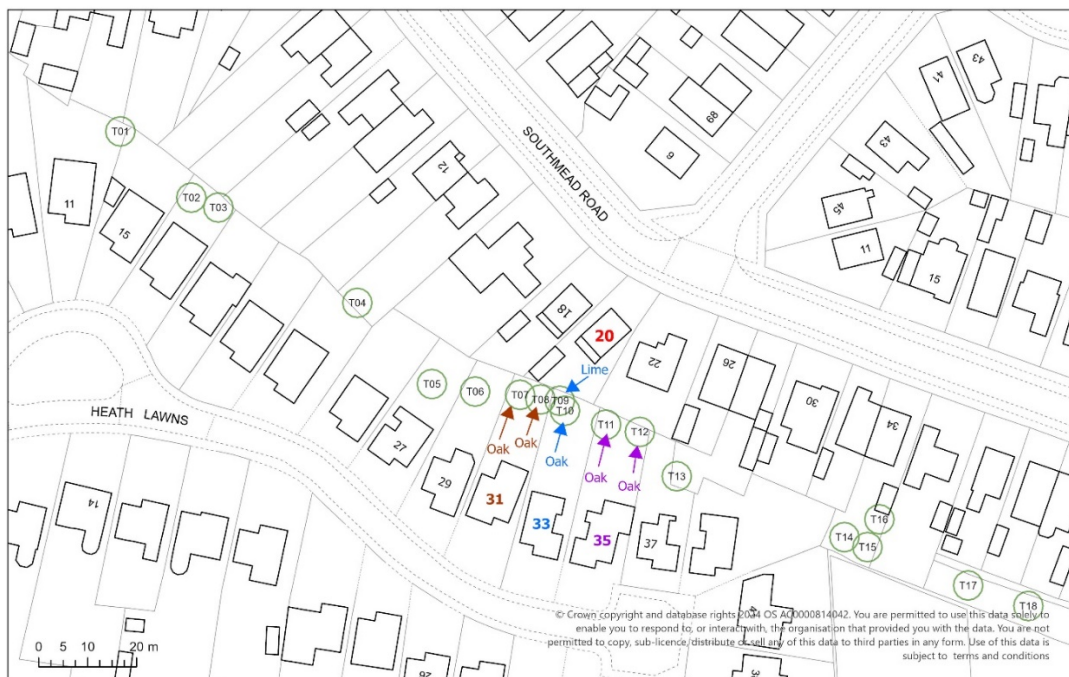 43
41
SOUTHMEAD ROAD
68
9
43
T01
12
T02
T03
11
45
15
11
15
T04
18
20
22
Lime
26
T05
T06
T07
T08
T09
T10
30
HEATH LAWNS
T11
T12
34
27
Oak
Oak
Oak
Oak
Oak
T13
29
31
14
33
35
37
T16
T14
T15
T17
T18
© Crown copyright and database rights 2034 OS AC0000814042. You are permitted to use this data solely to
enable you to respond to, or interact with, the organisation that provided you with the data. You are not
permitted to copy, sub-licence, distribute or sell any of this data to third parties in any form. Use of this data is
subject to terms and conditions
0 5 10 20 m
26